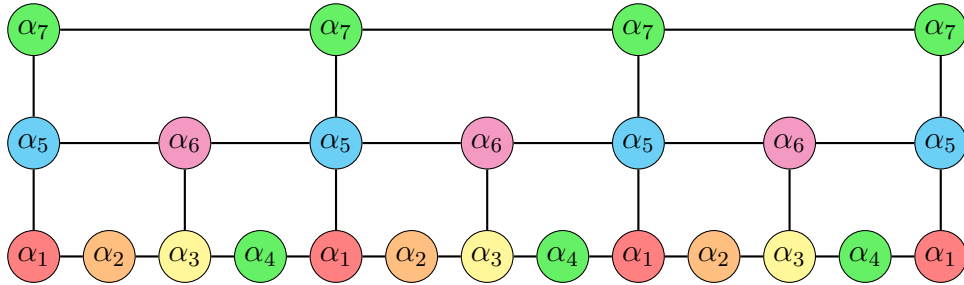 α₇ α₇ α₇ α₇
α₅ α₆ α₅ α₆ α₅ α₆ α₅
α₁ α₂ α₃ α₄ α₁ α₂ α₃ α₄ α₁ α₂ α₃ α₄ α₁